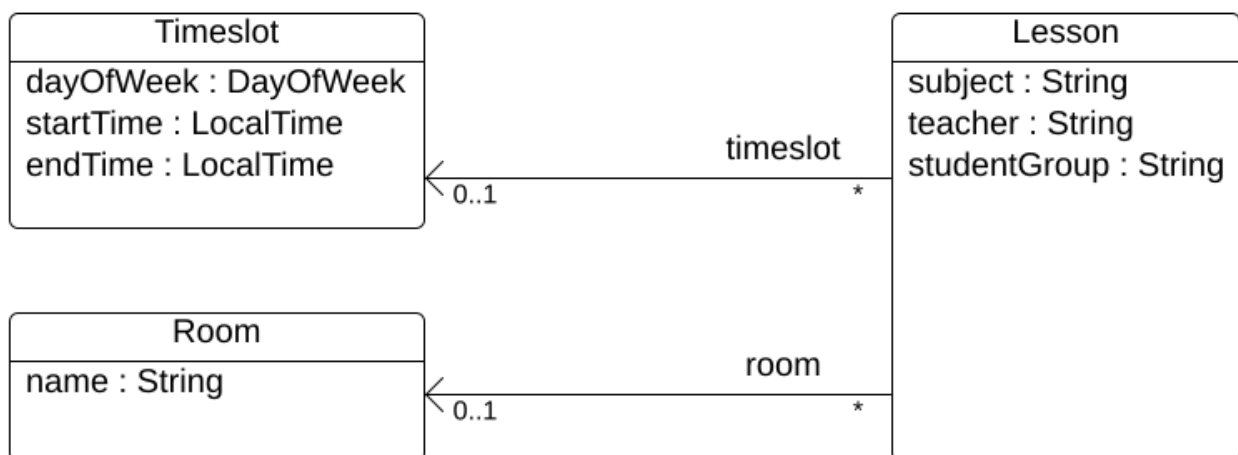 Timeslot
dayOfWeek : DayOfWeek
startTime : LocalTime
endTime : LocalTime
timeslot
0..1
*
Lesson
subject : String
teacher : String
studentGroup : String
Room
name : String
room
0..1
*